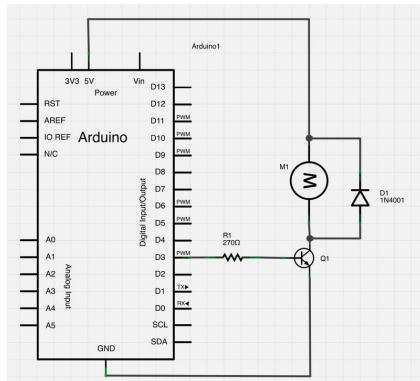 Arduino1
3V3 5V Vin
Power
RST
AREF
IO REF
N/C
Arduino
D13
D12
D11 PWM
D10 PWM
D9 PWM
D8
D7
D6 PWM
D5 PWM
D4
D3 PWM
D2
D1 TX
D0 RX
SCL
SDA
Digital Input/Output
A0
A1
A2
A3
A4
A5
Analog Input
GND
R1
270Ω
M1
M
D1
1N4001
Q1